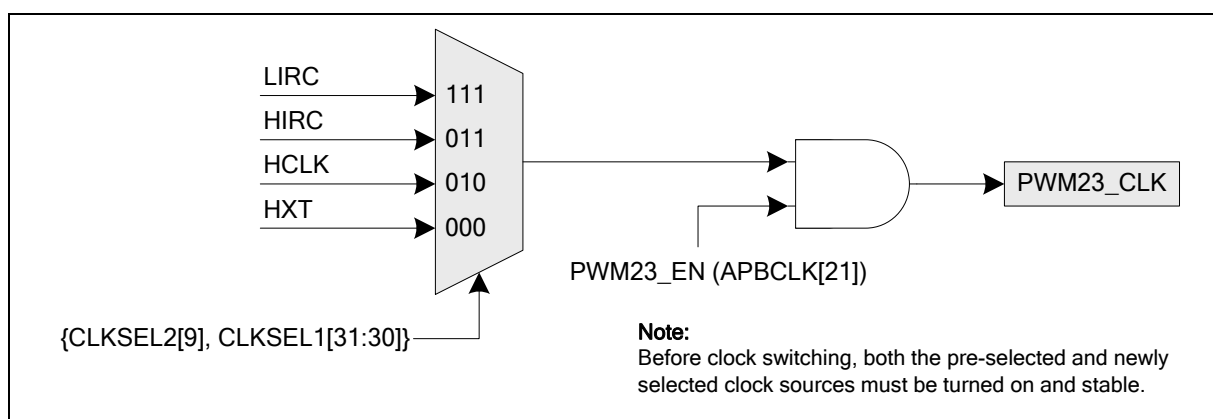 LIRC
111
HIRC
011
HCLK
010
HXT
000
PWM23_CLK
PWM23_EN (APBCLK[21])
{CLKSEL2[9], CLKSEL1[31:30]}
Note:
Before clock switching, both the pre-selected and newly
selected clock sources must be turned on and stable.